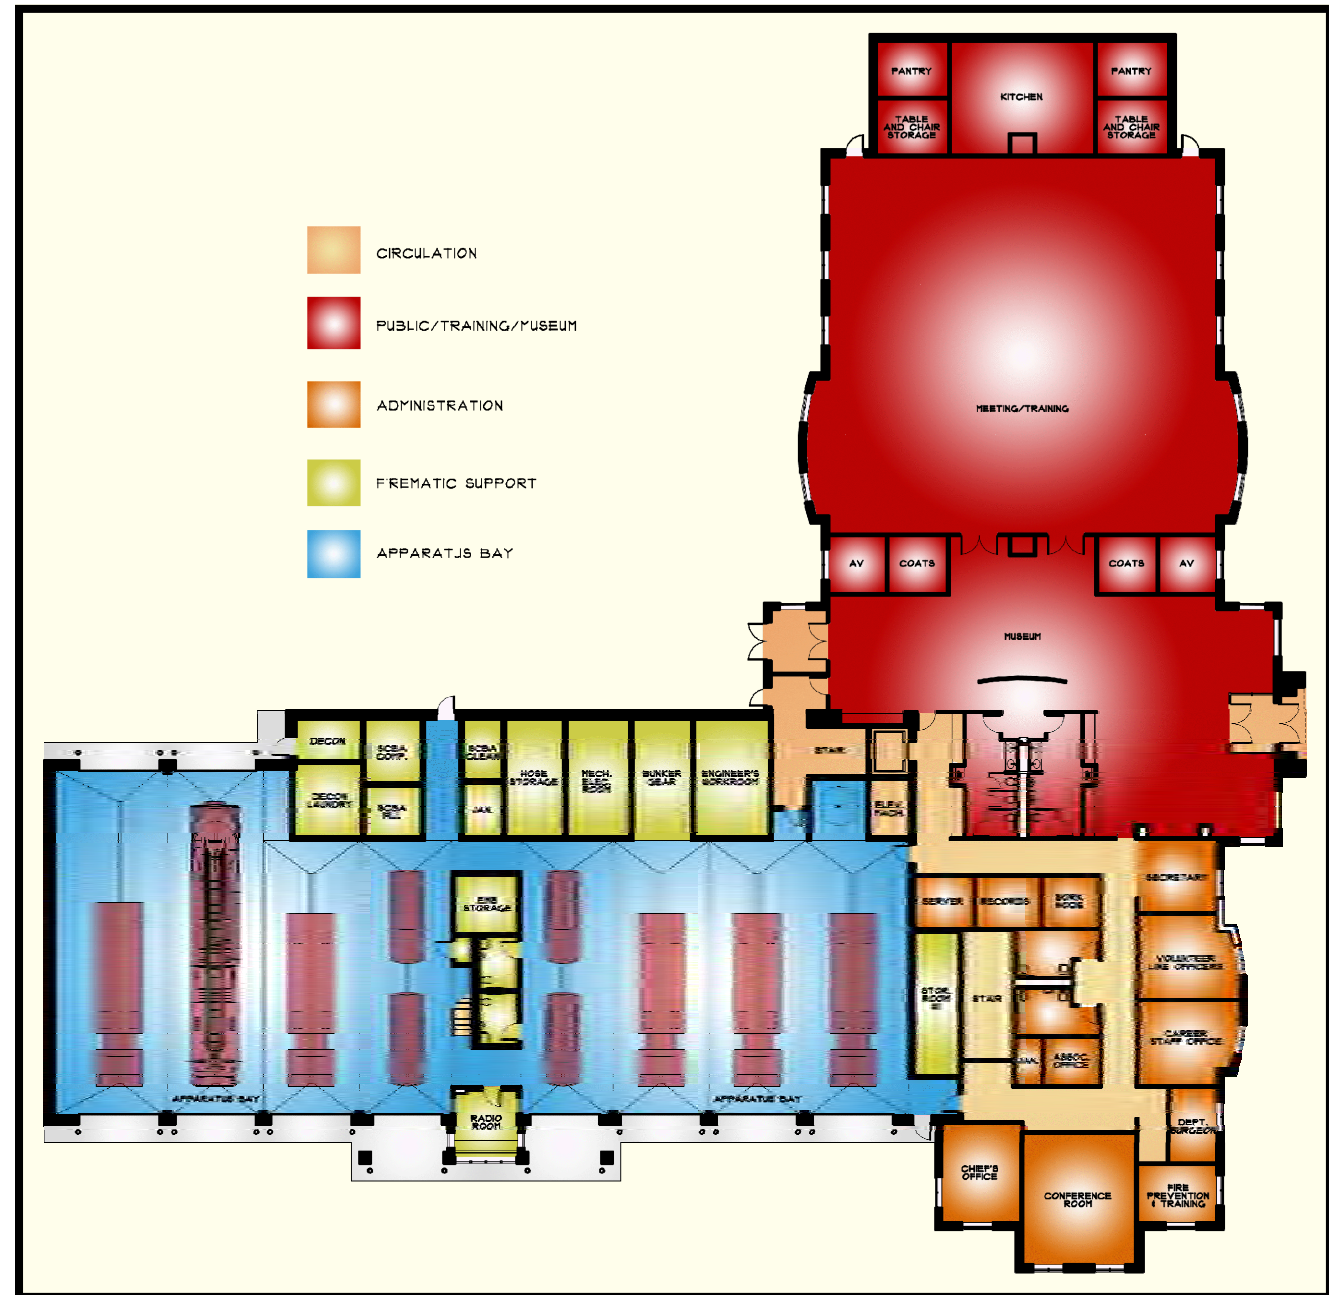 PANTRY
KITCHEN
PANTRY
TABLE
AND CHAIR
STORAGE
TABLE
AND CHAIR
STORAGE
CIRCULATION
PUBLIC/TRAINING/MUSEUM
ADMINISTRATION
F'REMATIC SUPPORT
APPARATJS BAY
MEETING/TRAINING
AV
COATS
COATS
AV
MUSEUM
DECON
SCBA
COMP.
SCBA
CLEAN
HOSE
STORAGE
MECH.
ELEC.
ROOM
BUNKER
GEAR
ENGINEER'S
WORKROOM
STAIR
DECON
LAUNDRY
SCBA
JAN.
ELEV.
MACH.
EMS
STORAGE
SERVER
RECORDS
WORK
ROOM
SECRETARY
VOLUNTEER
LINE OFFICERS
STOR.
ROOM
STAIR
CAREER
STAFF OFFICE
ASSOC.
OFFICE
APPARATUS BAY
APPARATUS BAY
RADIO
ROOM
DEPT.
SURGEON
CHIEF'S
OFFICE
CONFERENCE
ROOM
FIRE
PREVENTION
& TRAINING